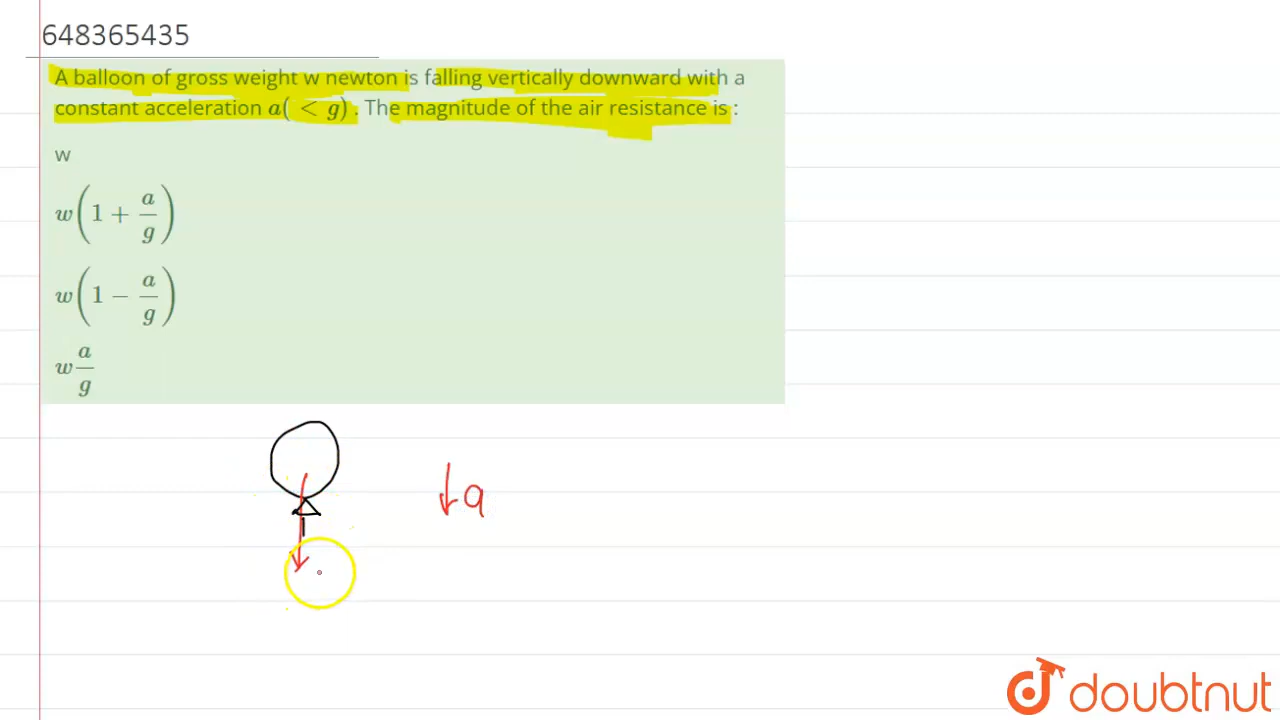 648365435
A balloon of gross weight w newton is falling vertically downward with a
constant acceleration a( < g) . The magnitude of the air resistance is :
w
w(1 + a/g)
w(1 − a/g)
w a/g
a
doubtnut